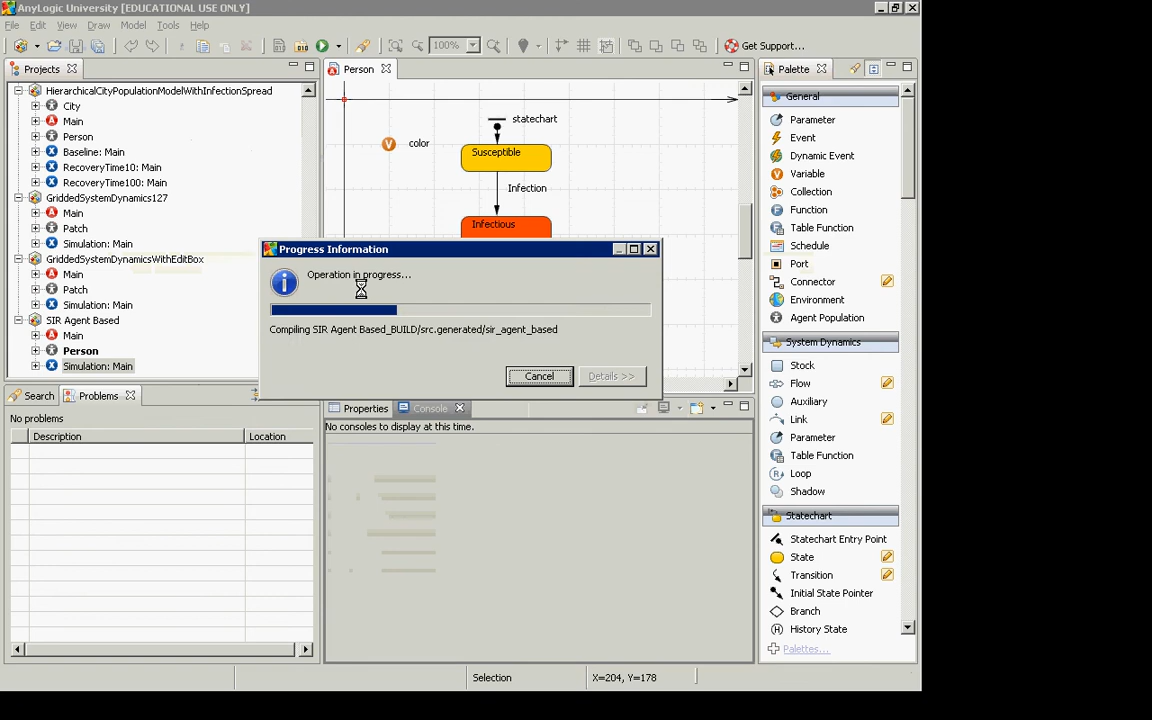 AnyLogic University [EDUCATIONAL USE ONLY]
File Edit View Draw Model Tools Help
100%
Get Support...
Projects
HierarchicalCityPopulationModelWithInfectionSpread
City
Main
Person
Baseline: Main
RecoveryTime10: Main
RecoveryTime100: Main
GriddedSystemDynamics127
Main
Patch
Simulation: Main
GriddedSystemDynamicsWithEditBox
Main
Patch
Simulation: Main
SIR Agent Based
Main
Person
Simulation: Main
Person
statechart
color
Susceptible
Infection
Infectious
Progress Information
Operation in progress...
Compiling SIR Agent Based_BUILD/src.generated/sir_agent_based
Cancel
Details >>
Search
Problems
No problems
Description
Location
Properties
Console
No consoles to display at this time.
Palette
General
Parameter
Event
Dynamic Event
Variable
Collection
Function
Table Function
Schedule
Port
Connector
Environment
Agent Population
System Dynamics
Stock
Flow
Auxiliary
Link
Parameter
Table Function
Loop
Shadow
Statechart
Statechart Entry Point
State
Transition
Initial State Pointer
Branch
History State
Palettes...
Selection
X=204, Y=178